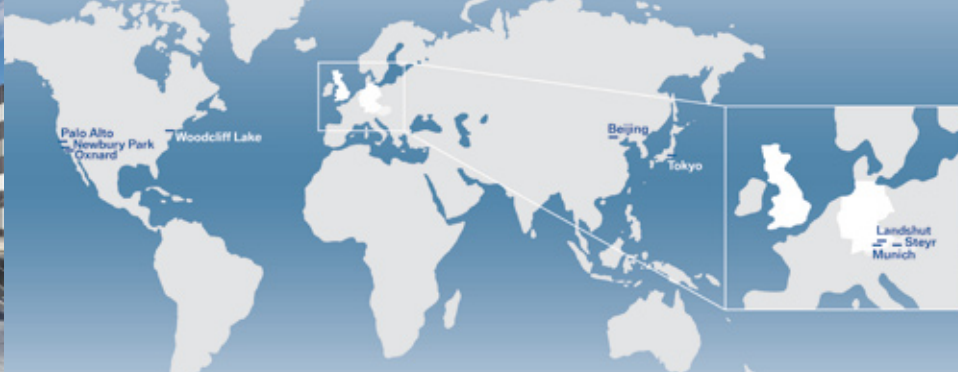 Palo Alto
Newbury Park
Oxnard
Woodcliff Lake
Beijing
Tokyo
Landshut
Steyr
Munich